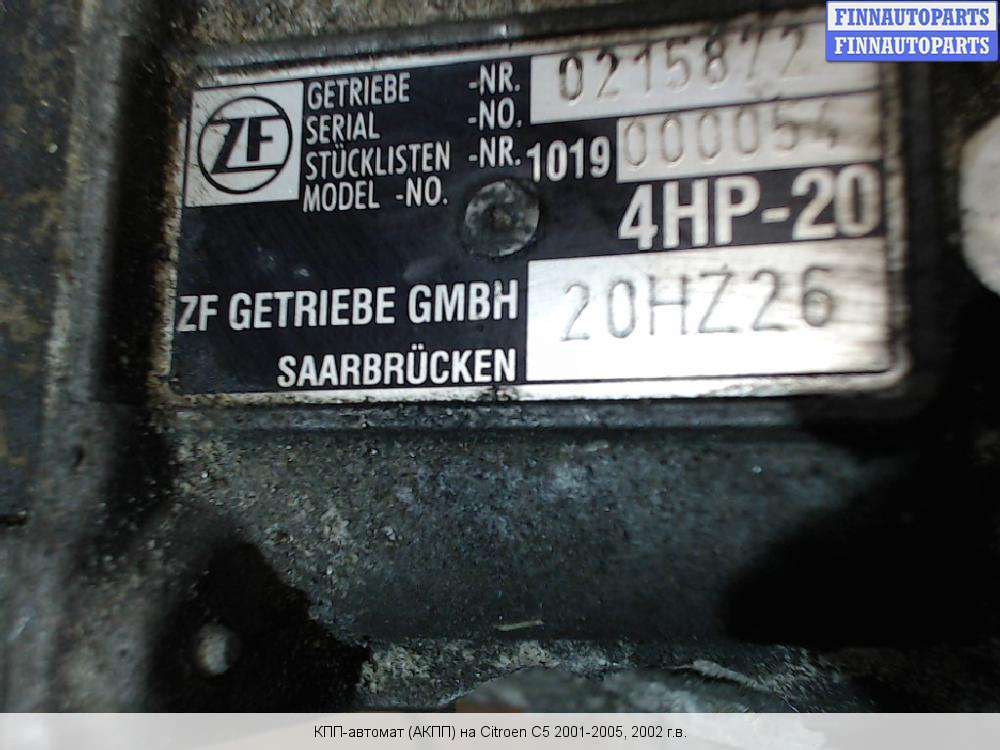 FINNAUTOPARTS
FINNAUTOPARTS
ZF
GETRIEBE -NR. 0215872
SERIAL -NO.
STÜCKLISTEN -NR. 1019 000054
MODEL -NO.
4HP-20
ZF GETRIEBE GMBH 20HZ26
SAARBRÜCKEN
КПП-автомат (АКПП) на Citroen C5 2001-2005, 2002 г.в.